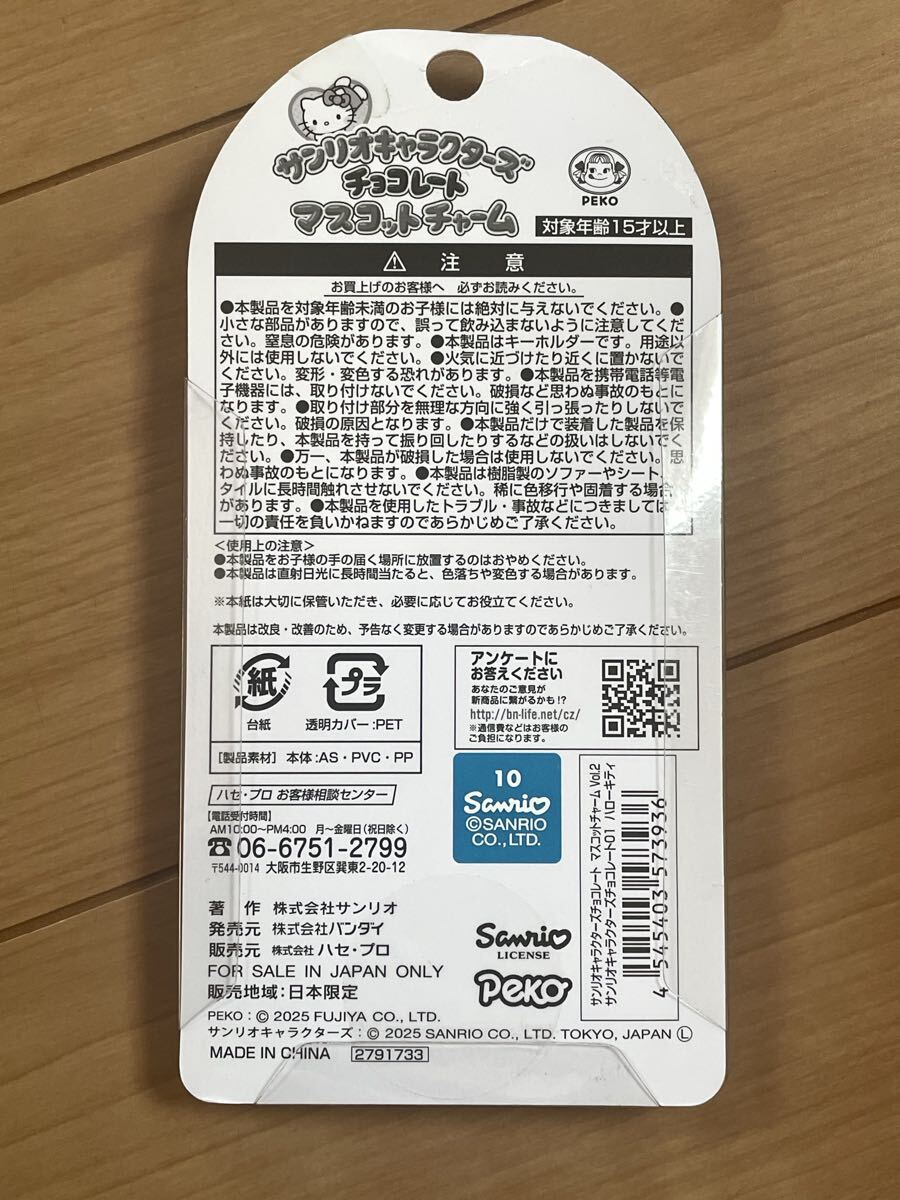 サンリオキャラクターズ
チョコレート
マスコットチャーム
PEKO
対象年齢15才以上
⚠ 注 意
お買上げのお客様へ 必ずお読みください。
●本製品を対象年齢未満のお子様には絶対に与えないでください。●
小さな部品がありますので、誤って飲み込まないように注意してくだ
さい。窒息の危険があります。●本製品はキーホルダーです。用途以
外には使用しないでください。●火気に近づけたり近くに置かないで
ください。変形・変色する恐れがあります。●本製品を携帯電話等電
子機器には、取り付けないでください。破損など思わぬ事故のもとに
なります。●取り付け部分を無理な方向に強く引っ張ったりしないで
ください。破損の原因となります。●本製品だけで装着した製品を保
持したり、本製品を持って振り回したりするなどの扱いはしないでく
ださい。●万一、本製品が破損した場合は使用しないでください。思
わぬ事故のもとになります。●本製品は樹脂製のソファーやシート、
タイルに長時間触れさせないでください。稀に色移行や固着する場合
があります。●本製品を使用したトラブル・事故などにつきましては
一切の責任を負いかねますのであらかじめご了承ください。
<使用上の注意>
●本製品をお子様の手の届く場所に放置するのはおやめください。
●本製品は直射日光に長時間当たると、色落ちや変色する場合があります。
※本紙は大切に保管いただき、必要に応じてお役立てください。
本製品は改良・改善のため、予告なく変更する場合がありますのであらかじめご了承ください。
紙
台紙
プラ
透明カバー:PET
[製品素材] 本体:AS・PVC・PP
アンケートに
お答えください
あなたのご意見が
新商品に繋がるかも!?
http://bn-life.net/cz/
※通信費などはお客様の
ご負担になります。
ハセ・プロ お客様相談センター
【電話受付時間】
AM10:00〜PM4:00 月〜金曜日(祝日除く)
☎06-6751-2799
〒544-0014 大阪市生野区巽東2-20-12
10
Sanrio
©SANRIO
CO.,LTD.
著 作 株式会社サンリオ
発売元 株式会社バンダイ
販売元 株式会社ハセ・プロ
FOR SALE IN JAPAN ONLY
販売地域:日本限定
Sanrio
LICENSE
PeKo
サンリオキャラクターズチョコレート マスコットチャーム Vol.2
サンリオキャラクターズチョコレート01 ハローキティ
4 545403 573936
PEKO:© 2025 FUJIYA CO., LTD.
サンリオキャラクターズ:© 2025 SANRIO CO., LTD. TOKYO, JAPAN Ⓛ
MADE IN CHINA 2791733